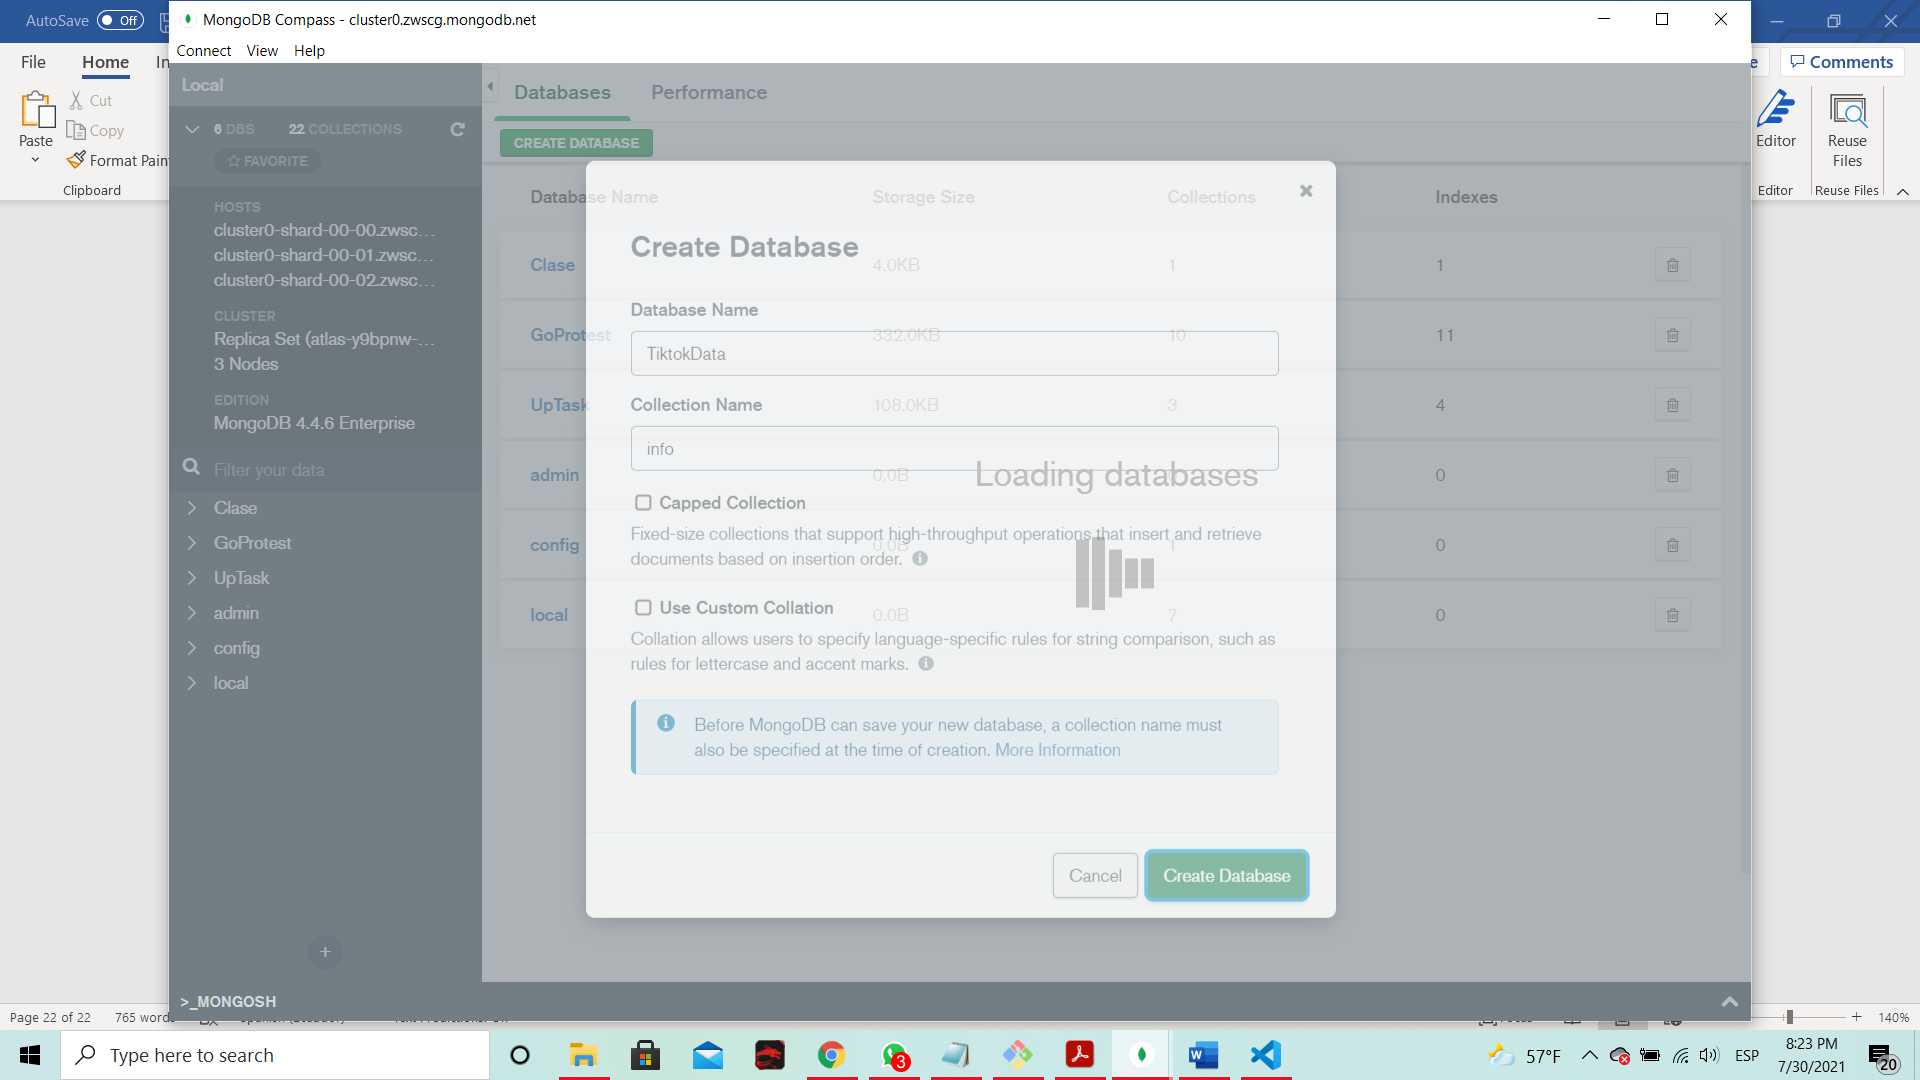 AutoSave Off
MongoDB Compass - cluster0.zwscg.mongodb.net
Connect View Help
File Home In
Comments
Paste
Cut
Copy
Format Pain
Clipboard
Editor
Editor
Reuse
Files
Reuse Files
Local
6 DBS 22 COLLECTIONS
FAVORITE
HOSTS
cluster0-shard-00-00.zwsc...
cluster0-shard-00-01.zwsc...
cluster0-shard-00-02.zwsc...
CLUSTER
Replica Set (atlas-y9bpnw-...
3 Nodes
EDITION
MongoDB 4.4.6 Enterprise
Filter your data
Clase
GoProtest
UpTask
admin
config
local
Databases Performance
CREATE DATABASE
Database Name Storage Size Collections Indexes
Clase 4.0KB 1 1
GoProtest 332.0KB 10 11
UpTask 108.0KB 3 4
admin 0.0B 0
config 0.0B 1 0
local 0.0B 7 0
Create Database
Database Name
TiktokData
Collection Name
info
Loading databases
Capped Collection
Fixed-size collections that support high-throughput operations that insert and retrieve
documents based on insertion order.
Use Custom Collation
Collation allows users to specify language-specific rules for string comparison, such as
rules for lettercase and accent marks.
Before MongoDB can save your new database, a collection name must
also be specified at the time of creation. More Information
Cancel Create Database
>_MONGOSH
Page 22 of 22 765 words
140%
Type here to search
3
57°F
ESP
8:23 PM
7/30/2021
20